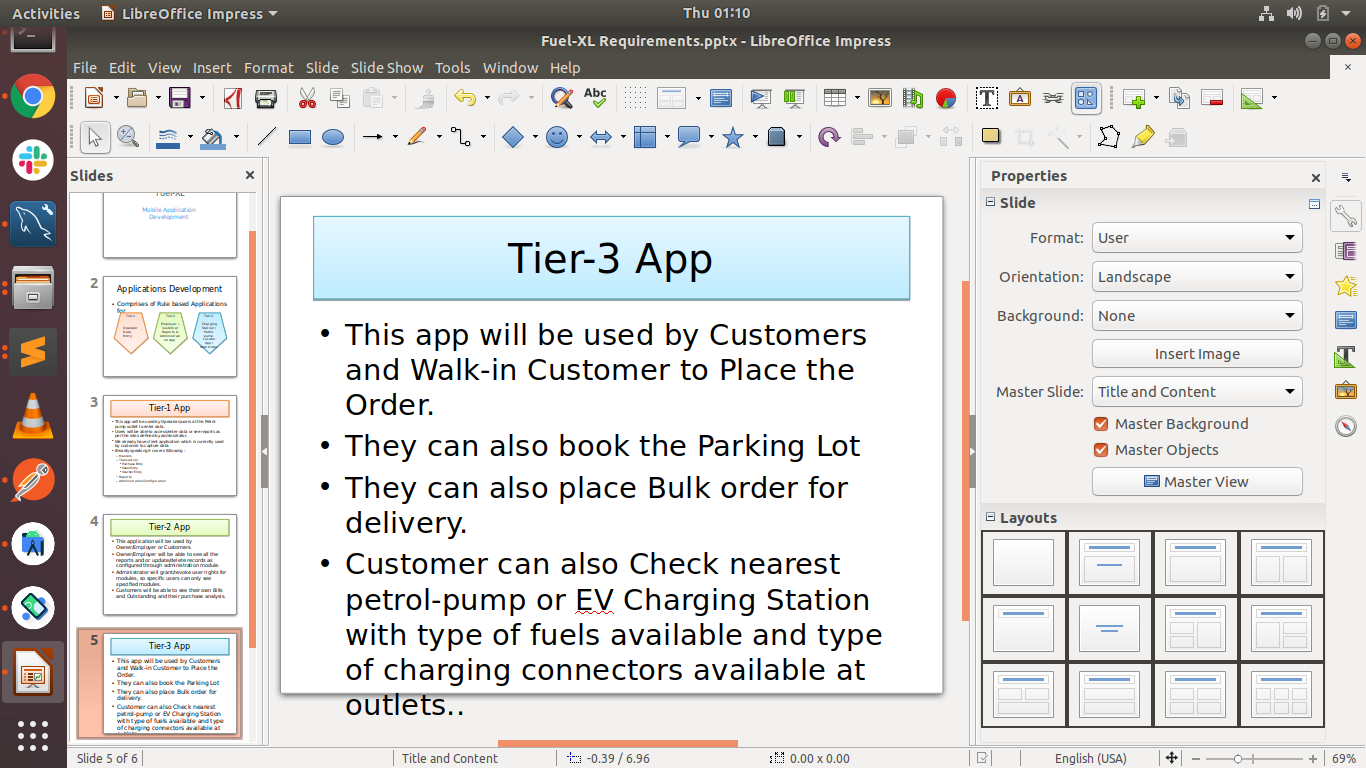 Activities LibreOffice Impress Thu 01:10
Fuel-XL Requirements.pptx - LibreOffice Impress
File Edit View Insert Format Slide Slide Show Tools Window Help
Abc
Slides
Fuel-XL
Mobile Application
Development
2
Applications Development
Comprises of Rule based Applications
for
3
Tier-1 App
4
Tier-2 App
This application will be used by
Owner/Employer or Customers.
Owner/Employer will be able to see all the
reports and or update/delete records as
configured through administration module.
Administrator will grant/revoke user rights for
modules, so specific users can only see
specified modules.
Customers will be able to see their own Bills
and Outstanding and their purchase analysis.
5
Tier-3 App
This app will be used by Customers
and Walk-in Customer to Place the
Order.
They can also book the Parking Lot
They can also place Bulk order for
delivery.
Customer can also Check nearest
petrol-pump or EV Charging Station
with type of fuels available and type
of charging connectors available at
Tier-3 App
• This app will be used by Customers
and Walk-in Customer to Place the
Order.
• They can also book the Parking Lot
• They can also place Bulk order for
delivery.
• Customer can also Check nearest
petrol-pump or EV Charging Station
with type of fuels available and type
of charging connectors available at
outlets..
Properties
Slide
Format: User
Orientation: Landscape
Background: None
Insert Image
Master Slide: Title and Content
Master Background
Master Objects
Master View
Layouts
Slide 5 of 6 Title and Content -0.39 / 6.96 0.00 x 0.00 English (USA) 69%